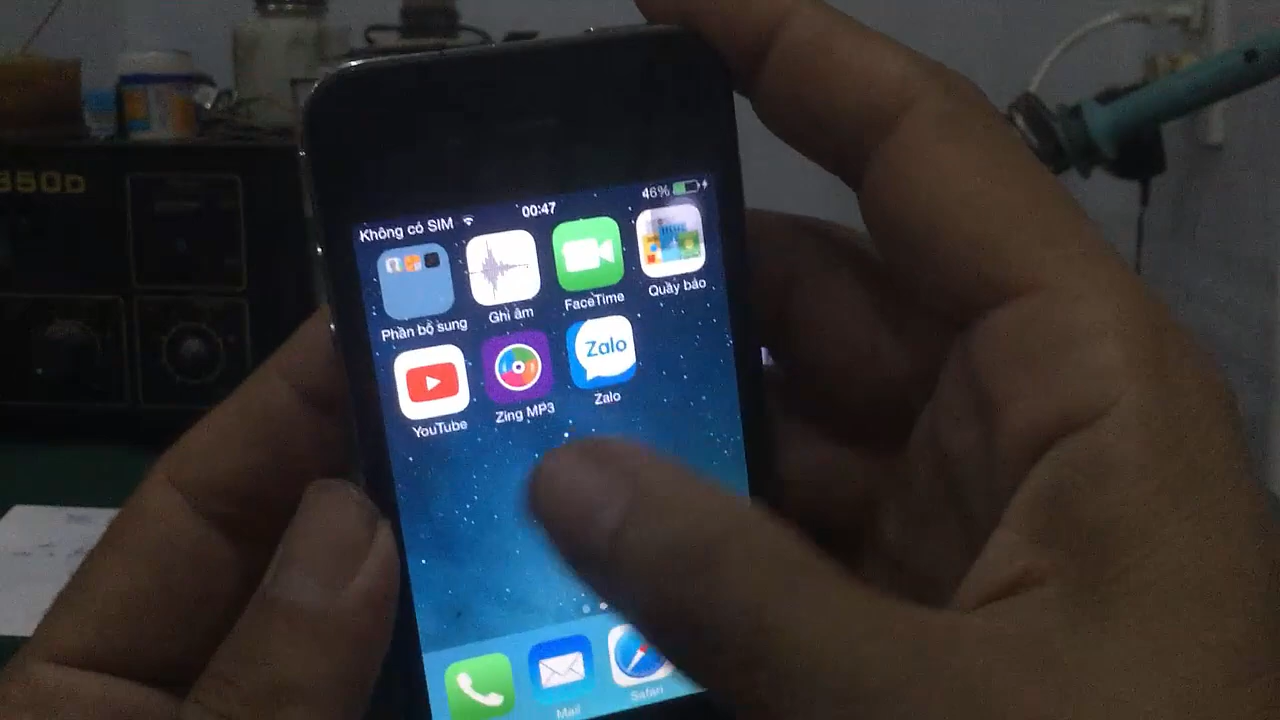 850D
Không có SIM 00:47 46%
Phần bổ sung Ghi âm FaceTime Quầy báo
Zalo
YouTube Zing MP3 Zalo
Mail Safari